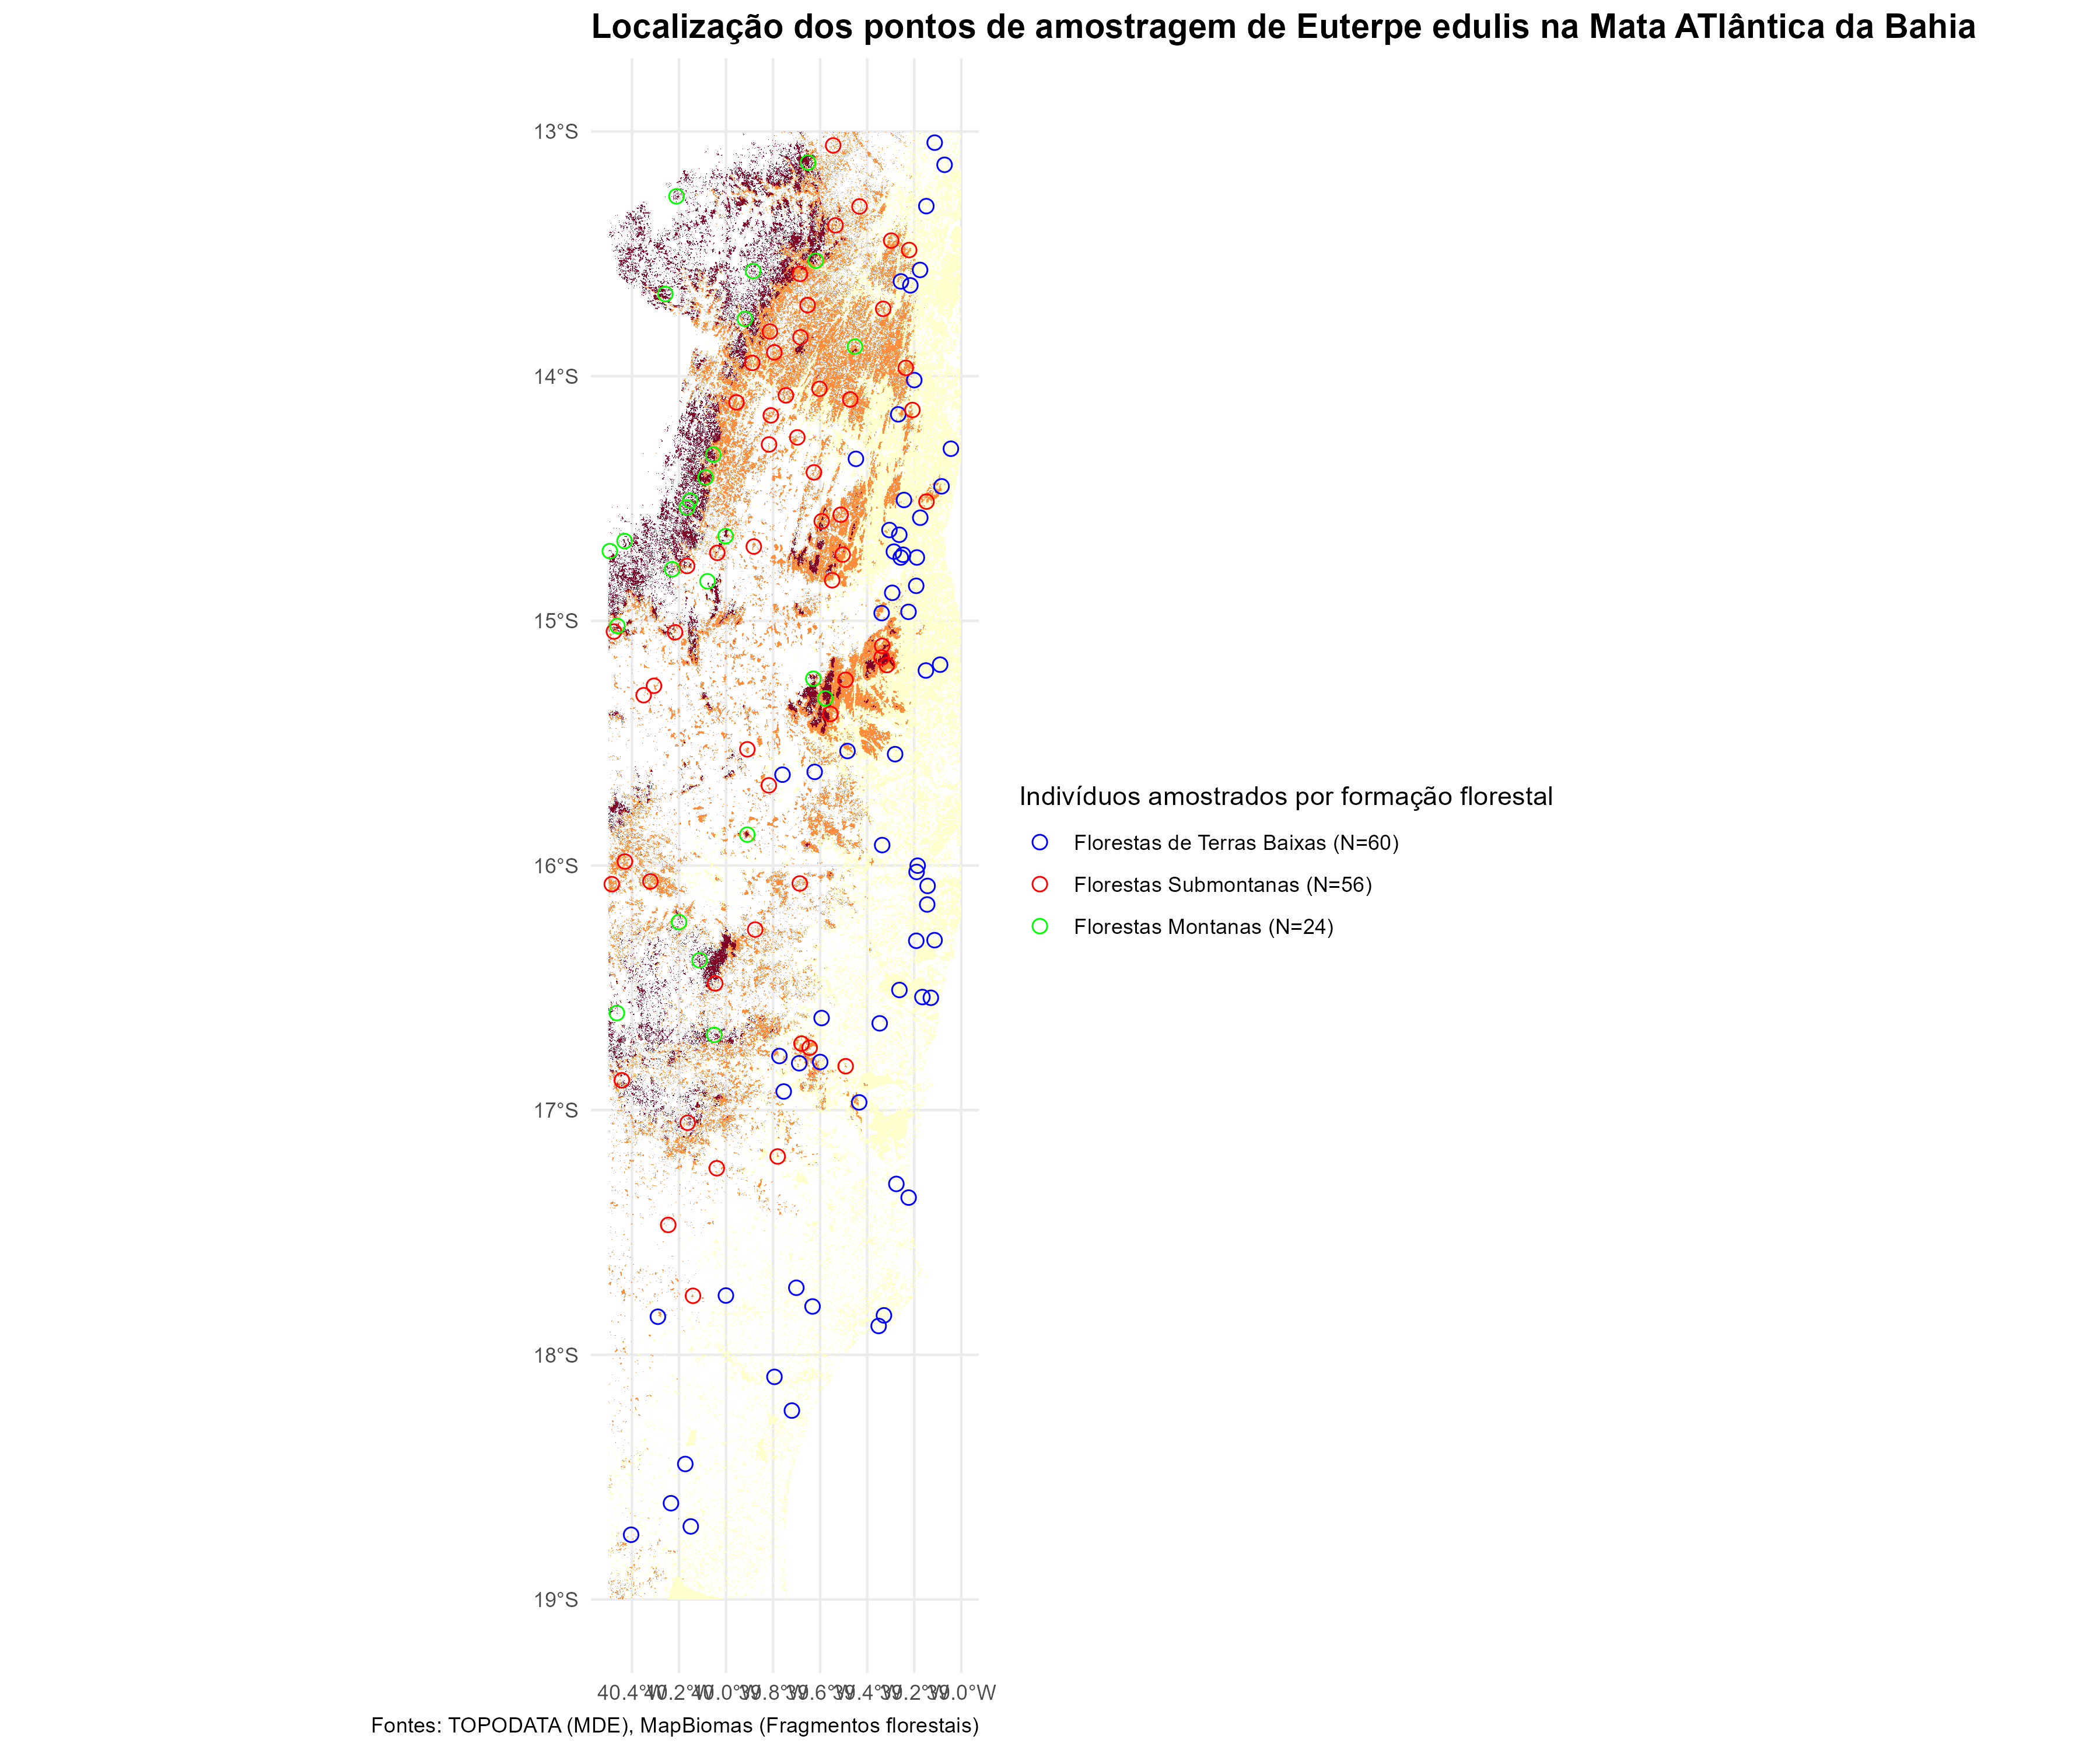 Localização dos pontos de amostragem de Euterpe edulis na Mata ATlântica da Bahia
13°S
14°S
15°S
16°S
17°S
18°S
19°S
40.4°W 40.2°W 40.0°W 39.8°W 39.6°W 39.4°W 39.2°W 39.0°W
Indivíduos amostrados por formação florestal
Florestas de Terras Baixas (N=60)
Florestas Submontanas (N=56)
Florestas Montanas (N=24)
Fontes: TOPODATA (MDE), MapBiomas (Fragmentos florestais)